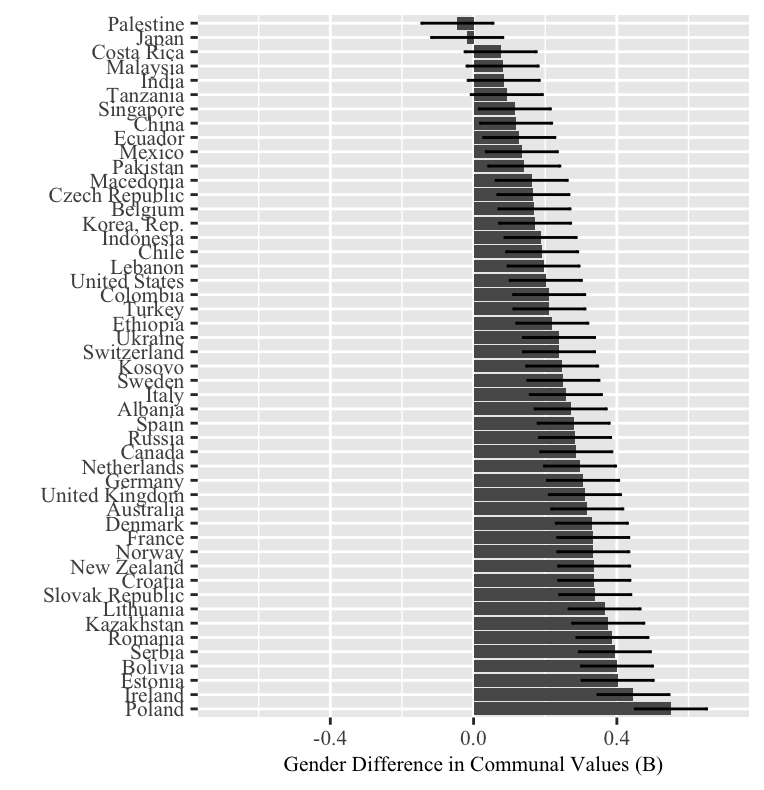 Palestine
Japan
Costa Rica
Malaysia
India
Tanzania
Singapore
China
Ecuador
Mexico
Pakistan
Macedonia
Czech Republic
Belgium
Korea, Rep.
Indonesia
Chile
Lebanon
United States
Colombia
Turkey
Ethiopia
Ukraine
Switzerland
Kosovo
Sweden
Italy
Albania
Spain
Russia
Canada
Netherlands
Germany
United Kingdom
Australia
Denmark
France
Norway
New Zealand
Croatia
Slovak Republic
Lithuania
Kazakhstan
Romania
Serbia
Bolivia
Estonia
Ireland
Poland
-0.4 0.0 0.4
Gender Difference in Communal Values (B)